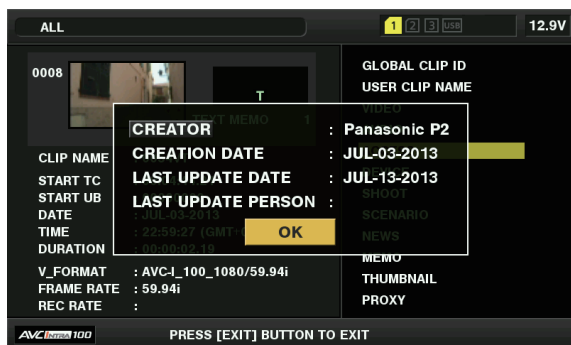 ALL
1 2 3 USB
12.9V
0008
T
TEXT MEMO 1
CLIP NAME
START TC
START UB
DATE : JUL-03-2013
TIME : 22:59:27 (GMT+
DURATION : 00:00:02.19
V_FORMAT : AVC-I_100_1080/59.94i
FRAME RATE : 59.94i
REC RATE :
GLOBAL CLIP ID
USER CLIP NAME
VIDEO
SHOOT
SCENARIO
NEWS
MEMO
THUMBNAIL
PROXY
CREATOR : Panasonic P2
CREATION DATE : JUL-03-2013
LAST UPDATE DATE : JUL-13-2013
LAST UPDATE PERSON :
OK
AVC INTRA 100
PRESS [EXIT] BUTTON TO EXIT